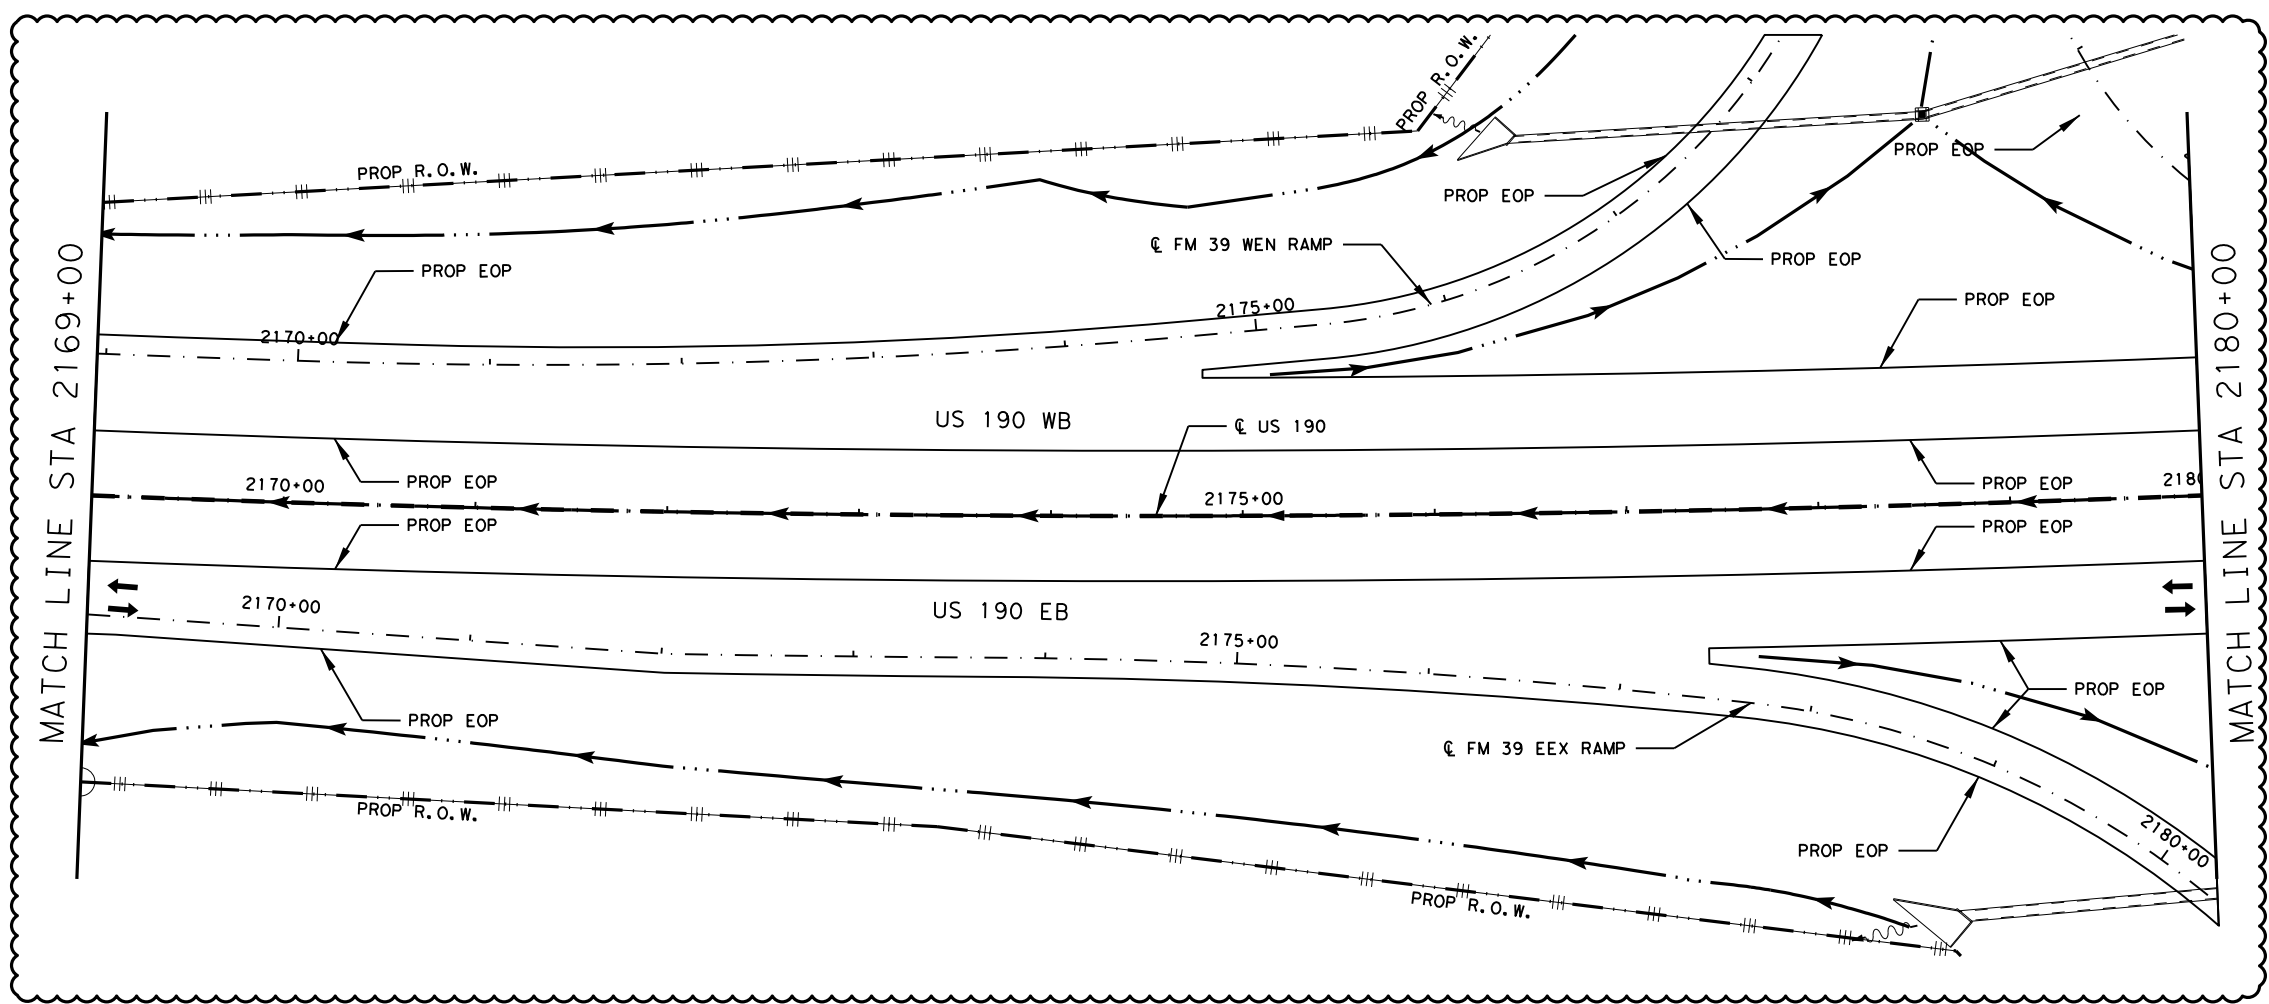 PROP R.O.W.
PROP R.O.W.
PROP EOP
PROP EOP
℄ FM 39 WEN RAMP
PROP EOP
PROP EOP
PROP EOP
2170+00
2175+00
MATCH LINE STA 2169+00
MATCH LINE STA 2180+00
US 190 WB
℄ US 190
PROP EOP
PROP EOP
2170+00
2175+00
2180
PROP EOP
PROP EOP
2170+00
US 190 EB
2175+00
PROP EOP
PROP EOP
℄ FM 39 EEX RAMP
PROP R.O.W.
2180+00
PROP EOP
PROP R.O.W.